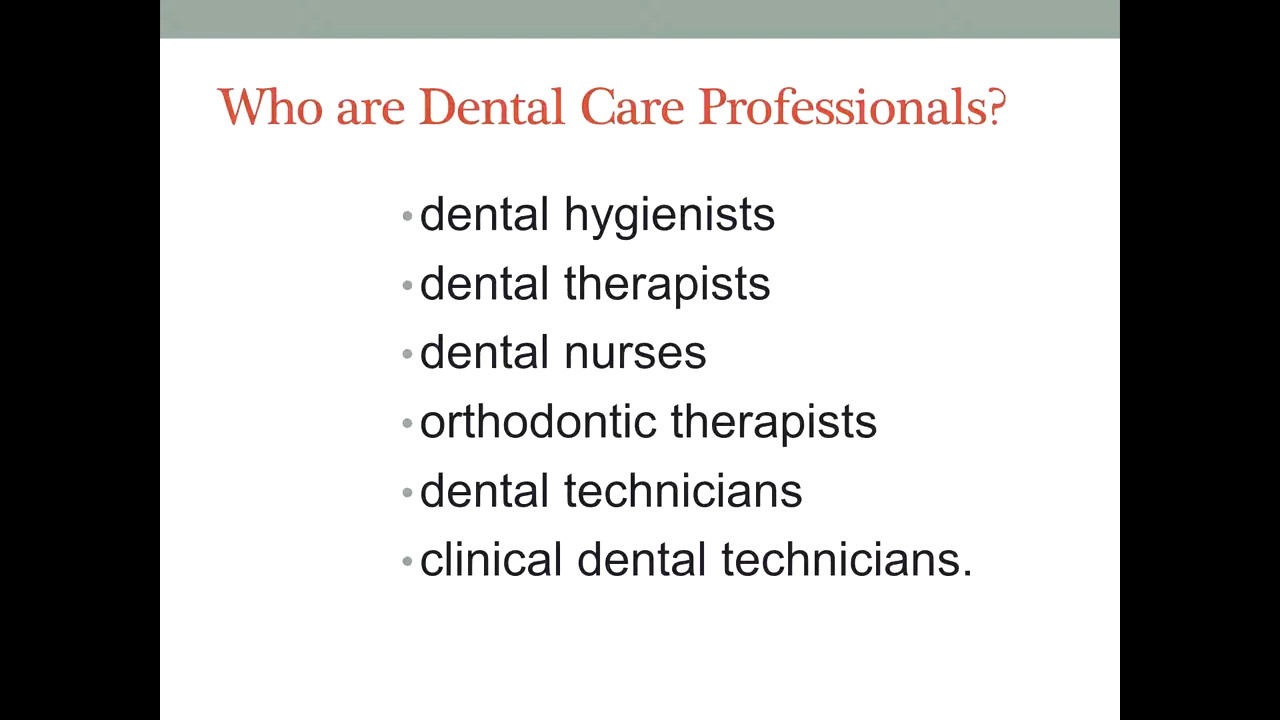 Who are Dental Care Professionals?
•dental hygienists
•dental therapists
•dental nurses
•orthodontic therapists
•dental technicians
•clinical dental technicians.